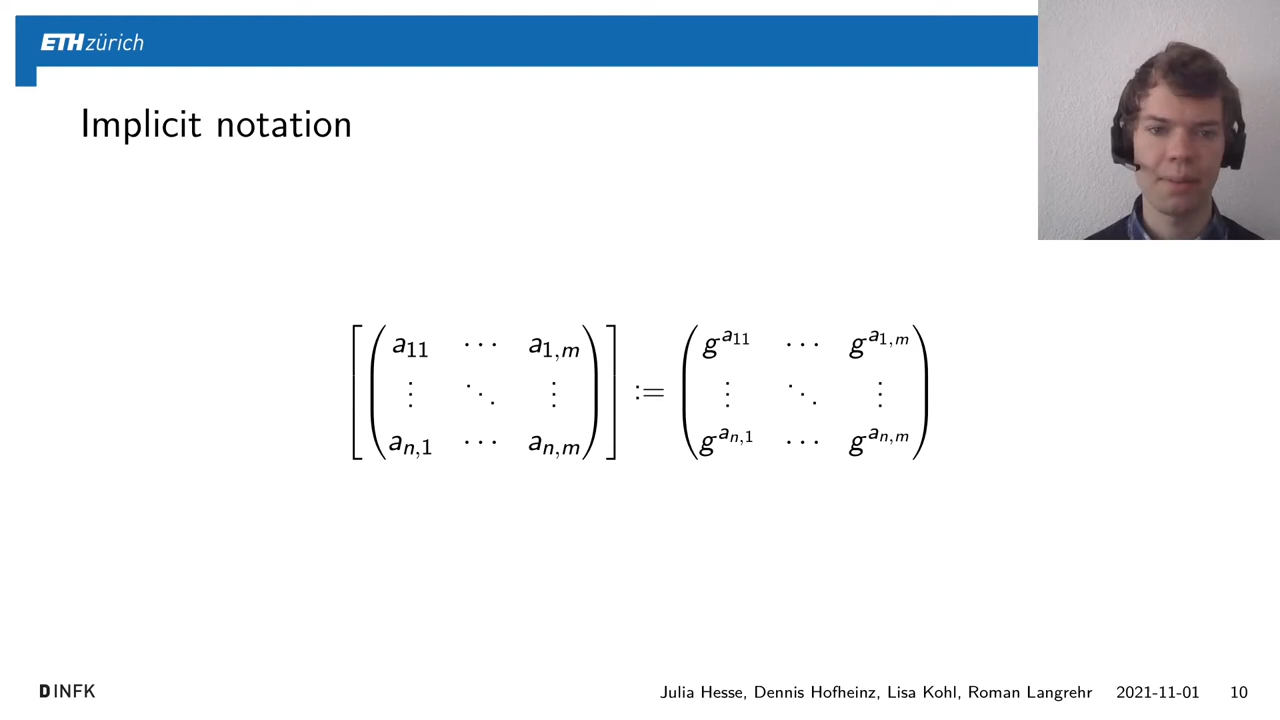 ETH zürich
Implicit notation
[(a11 ⋯ a1,m
⋮ ⋱ ⋮
an,1 ⋯ an,m)] := (g^a11 ⋯ g^a1,m
⋮ ⋱ ⋮
g^an,1 ⋯ g^an,m)
D INFK
Julia Hesse, Dennis Hofheinz, Lisa Kohl, Roman Langrehr 2021-11-01 10